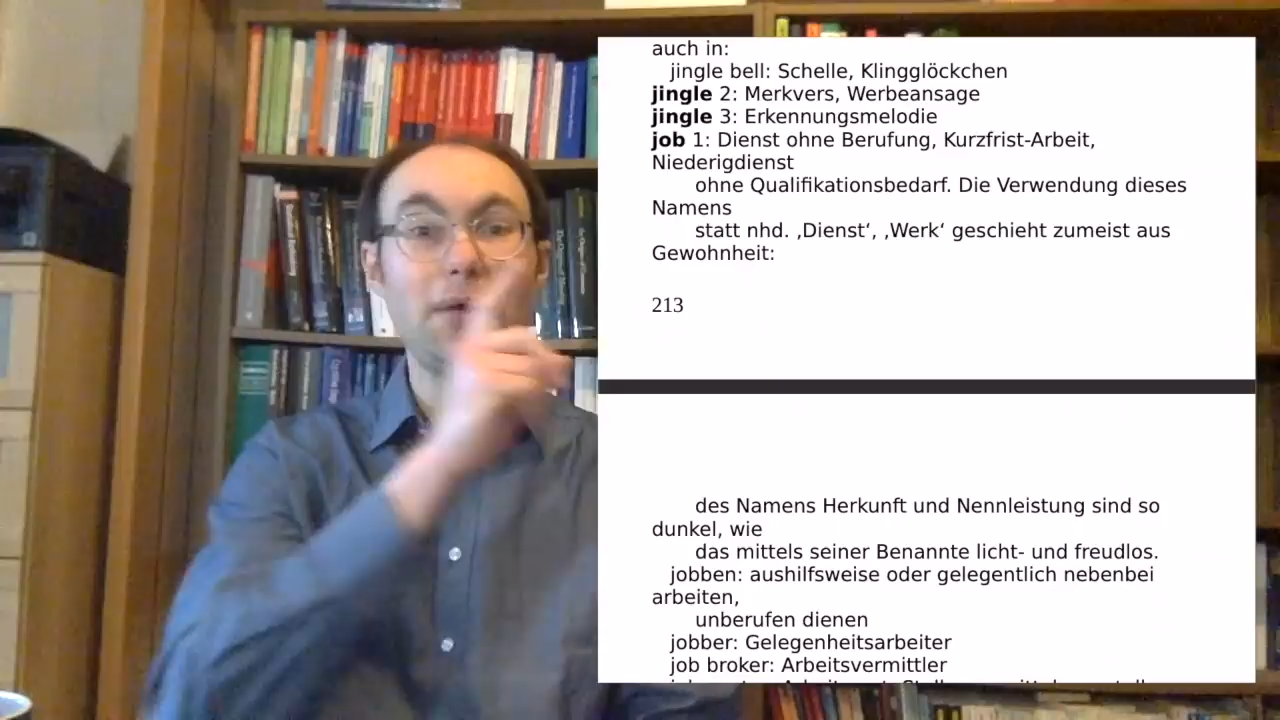 auch in:
jingle bell: Schelle, Klingglöckchen
jingle 2: Merkvers, Werbeansage
jingle 3: Erkennungsmelodie
job 1: Dienst ohne Berufung, Kurzfrist-Arbeit,
Niederigdienst
ohne Qualifikationsbedarf. Die Verwendung dieses
Namens
statt nhd. ‚Dienst‘, ‚Werk‘ geschieht zumeist aus
Gewohnheit:
213
des Namens Herkunft und Nennleistung sind so
dunkel, wie
das mittels seiner Benannte licht- und freudlos.
jobben: aushilfsweise oder gelegentlich nebenbei
arbeiten,
unberufen dienen
jobber: Gelegenheitsarbeiter
job broker: Arbeitsvermittler